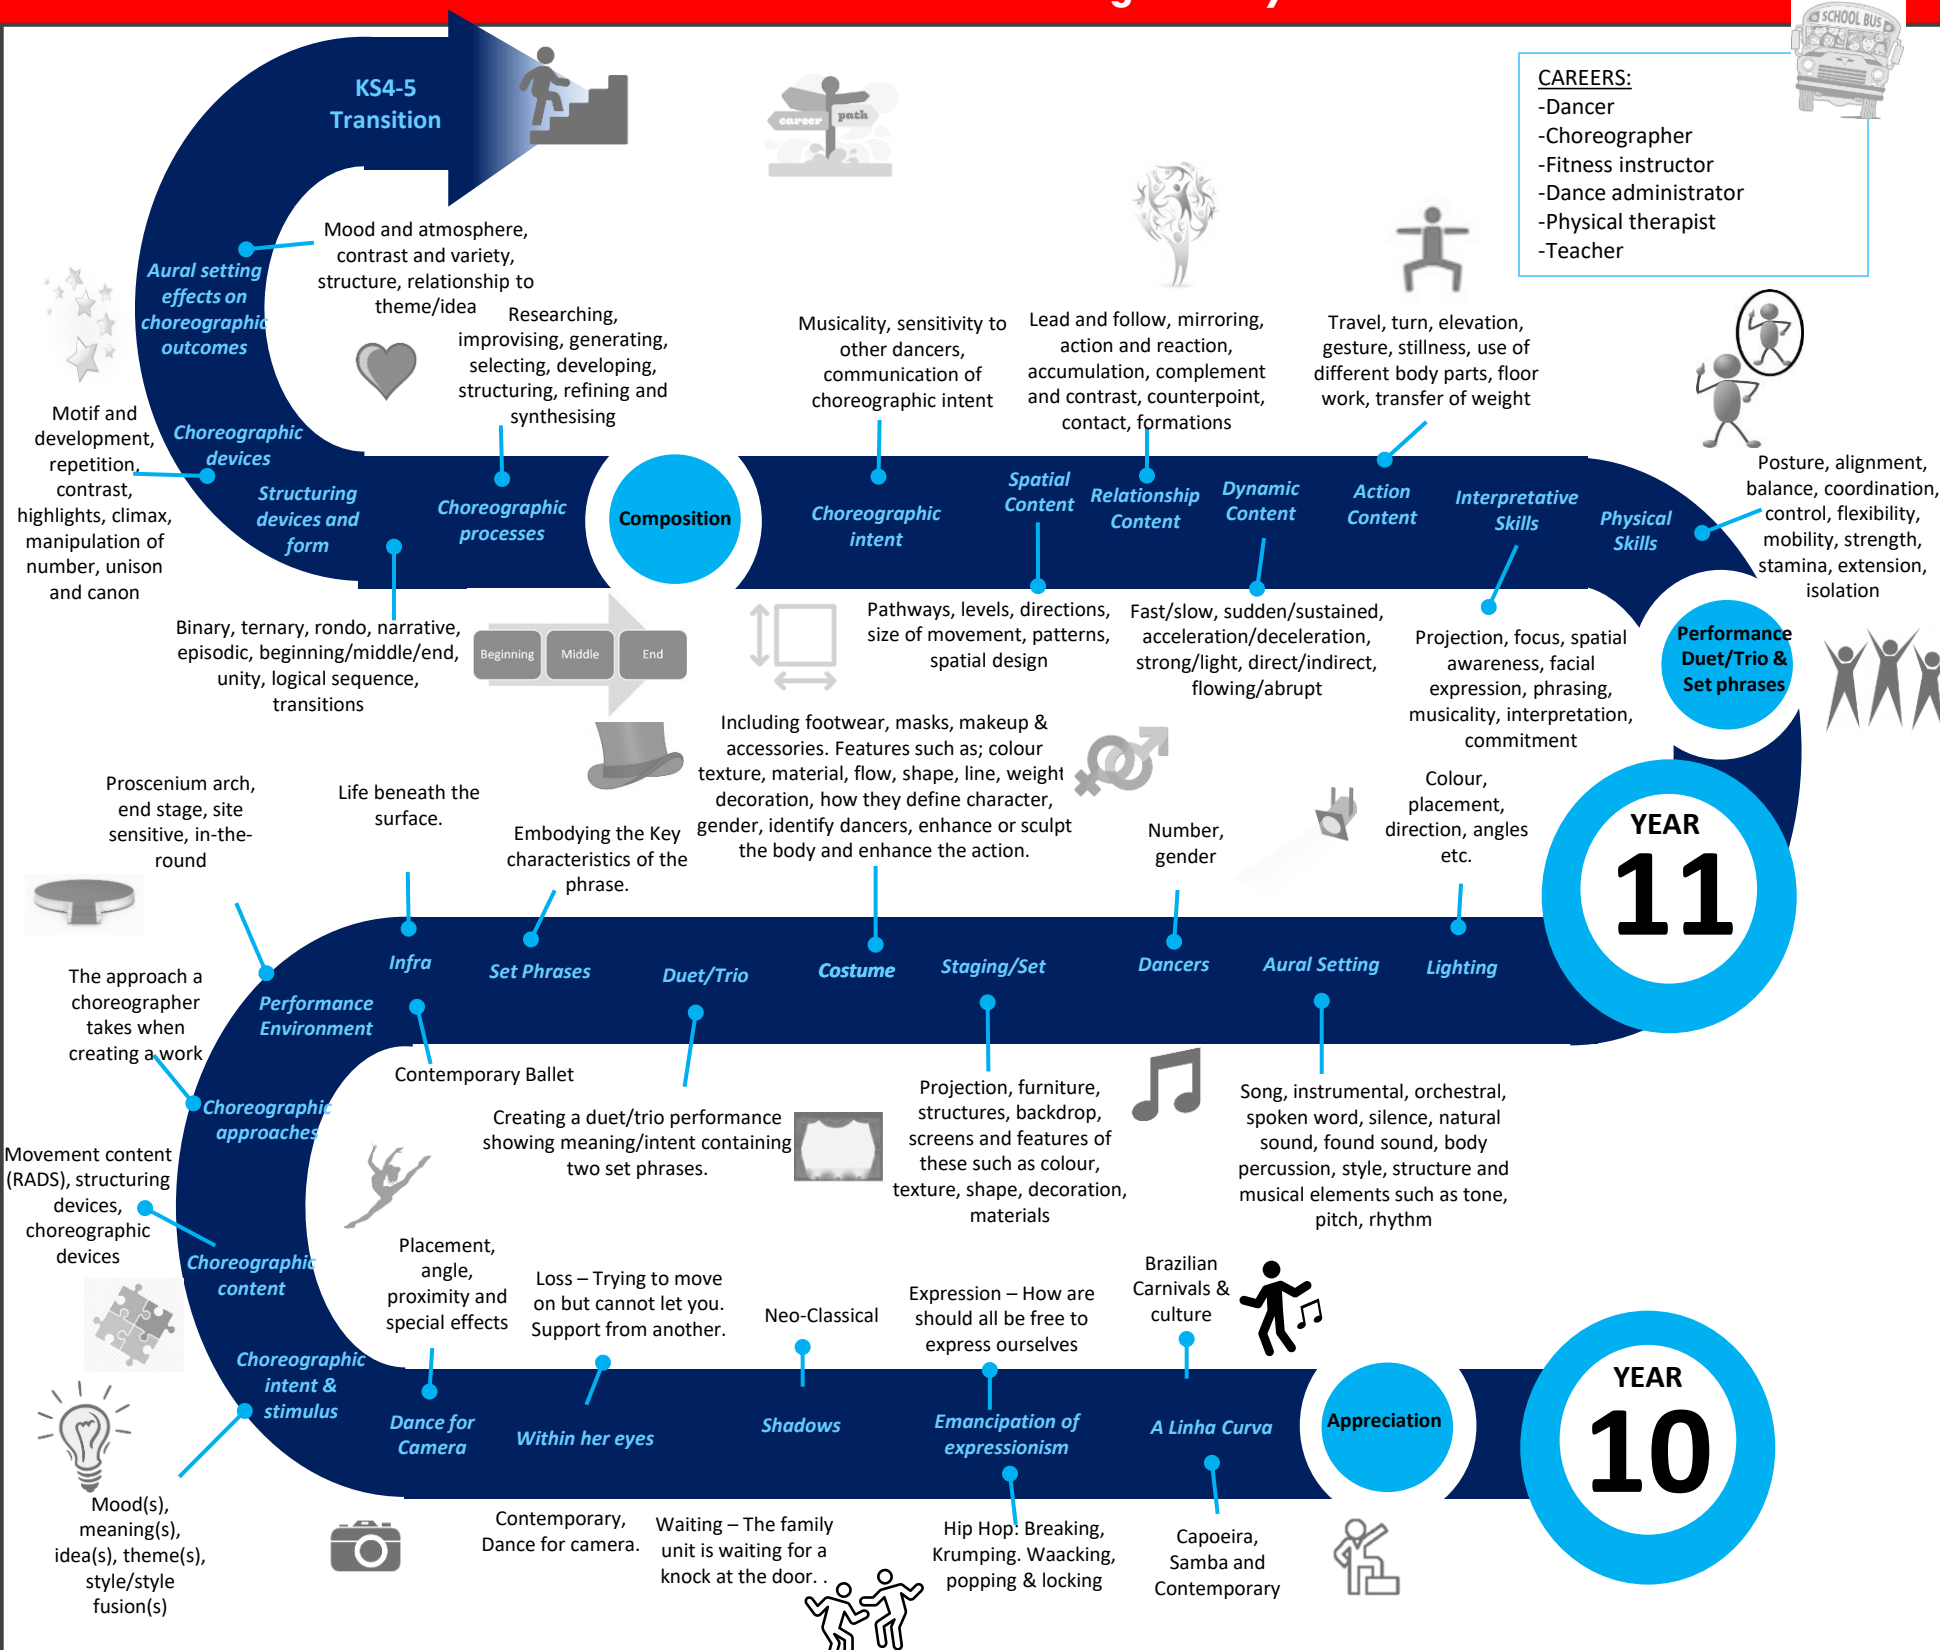 SCHOOL BUS
CAREERS:
-Dancer
-Choreographer
-Fitness instructor
-Dance administrator
-Physical therapist
-Teacher
KS4-5
Transition
career
path
Mood and atmosphere,
contrast and variety,
structure, relationship to
theme/idea
Aural setting
effects on
choreographic
outcomes
Researching,
improvising, generating,
selecting, developing,
structuring, refining and
synthesising
Musicality, sensitivity to
other dancers,
communication of
choreographic intent
Lead and follow, mirroring,
action and reaction,
accumulation, complement
and contrast, counterpoint,
contact, formations
Travel, turn, elevation,
gesture, stillness, use of
different body parts, floor
work, transfer of weight
Motif and
development,
repetition,
contrast,
highlights, climax,
manipulation of
number, unison
and canon
Choreographic
devices
Structuring
devices and
form
Choreographic
processes
Composition
Choreographic
intent
Spatial
Content
Relationship
Content
Dynamic
Content
Action
Content
Interpretative
Skills
Physical
Skills
Posture, alignment,
balance, coordination,
control, flexibility,
mobility, strength,
stamina, extension,
isolation
Binary, ternary, rondo, narrative,
episodic, beginning/middle/end,
unity, logical sequence,
transitions
Beginning
Middle
End
Pathways, levels, directions,
size of movement, patterns,
spatial design
Fast/slow, sudden/sustained,
acceleration/deceleration,
strong/light, direct/indirect,
flowing/abrupt
Projection, focus, spatial
awareness, facial
expression, phrasing,
musicality, interpretation,
commitment
Performance
Duet/Trio &
Set phrases
Proscenium arch,
end stage, site
sensitive, in-the-
round
Life beneath the
surface.
Embodying the Key
characteristics of the
phrase.
Including footwear, masks, makeup &
accessories. Features such as; colour
texture, material, flow, shape, line, weight
decoration, how they define character,
gender, identify dancers, enhance or sculpt
the body and enhance the action.
Number,
gender
Colour,
placement,
direction, angles
etc.
YEAR
11
Performance
Environment
Infra
Set Phrases
Duet/Trio
Costume
Staging/Set
Dancers
Aural Setting
Lighting
The approach a
choreographer
takes when
creating a work
Choreographic
approaches
Contemporary Ballet
Creating a duet/trio performance
showing meaning/intent containing
two set phrases.
Projection, furniture,
structures, backdrop,
screens and features of
these such as colour,
texture, shape, decoration,
materials
Song, instrumental, orchestral,
spoken word, silence, natural
sound, found sound, body
percussion, style, structure and
musical elements such as tone,
pitch, rhythm
Movement content
(RADS), structuring
devices,
choreographic
devices
Choreographic
content
Placement,
angle,
proximity and
special effects
Loss – Trying to move
on but cannot let you.
Support from another.
Neo-Classical
Expression – How are
should all be free to
express ourselves
Brazilian
Carnivals &
culture
Choreographic
intent &
stimulus
Dance for
Camera
Within her eyes
Shadows
Emancipation of
expressionism
A Linha Curva
Appreciation
YEAR
10
Mood(s),
meaning(s),
idea(s), theme(s),
style/style
fusion(s)
Contemporary,
Dance for camera.
Waiting – The family
unit is waiting for a
knock at the door. .
Hip Hop: Breaking,
Krumping. Waacking,
popping & locking
Capoeira,
Samba and
Contemporary